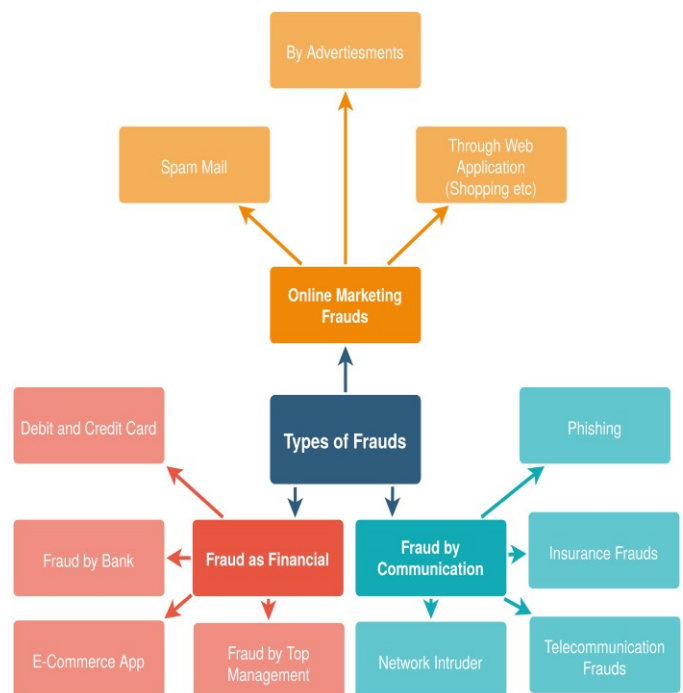 By Advertiesments
Spam Mail
Through Web
Application
(Shopping etc)
Online Marketing
Frauds
Types of Frauds
Debit and Credit Card
Phishing
Fraud by Bank
Fraud as Financial
Fraud by
Communication
Insurance Frauds
E-Commerce App
Fraud by Top
Management
Network Intruder
Telecommunication
Frauds